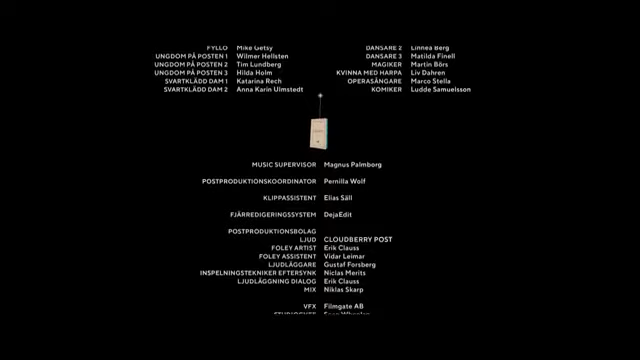 FYLLO Mike Getsy
UNGDOM PÅ POSTEN 1 Wilmer Hellsten
UNGDOM PÅ POSTEN 2 Tim Lundberg
UNGDOM PÅ POSTEN 3 Hilda Holm
SVARTKLÄDD DAM 1 Katarina Rech
SVARTKLÄDD DAM 2 Anna Karin Ulmstedt
DANSARE 2 Linnea Berg
DANSARE 3 Matilda Finell
MAGIKER Martin Börs
KVINNA MED HARPA Liv Dahren
OPERASÅNGARE Marco Stella
KOMIKER Ludde Samuelsson
MUSIC SUPERVISOR Magnus Palmborg
POSTPRODUKTIONSKOORDINATOR Pernilla Wolf
KLIPPASSISTENT Elias Säll
FJÄRREDIGERINGSSYSTEM DejaEdit
POSTPRODUKTIONSBOLAG
LJUD CLOUDBERRY POST
FOLEY ARTIST Erik Clauss
FOLEY ASSISTENT Vidar Leimar
LJUDLÄGGARE Gustaf Forsberg
INSPELNINGSTEKNIKER EFTERSYNK Niclas Merits
LJUDLÄGGNING DIALOG Erik Clauss
MIX Niklas Skarp
VFX Filmgate AB